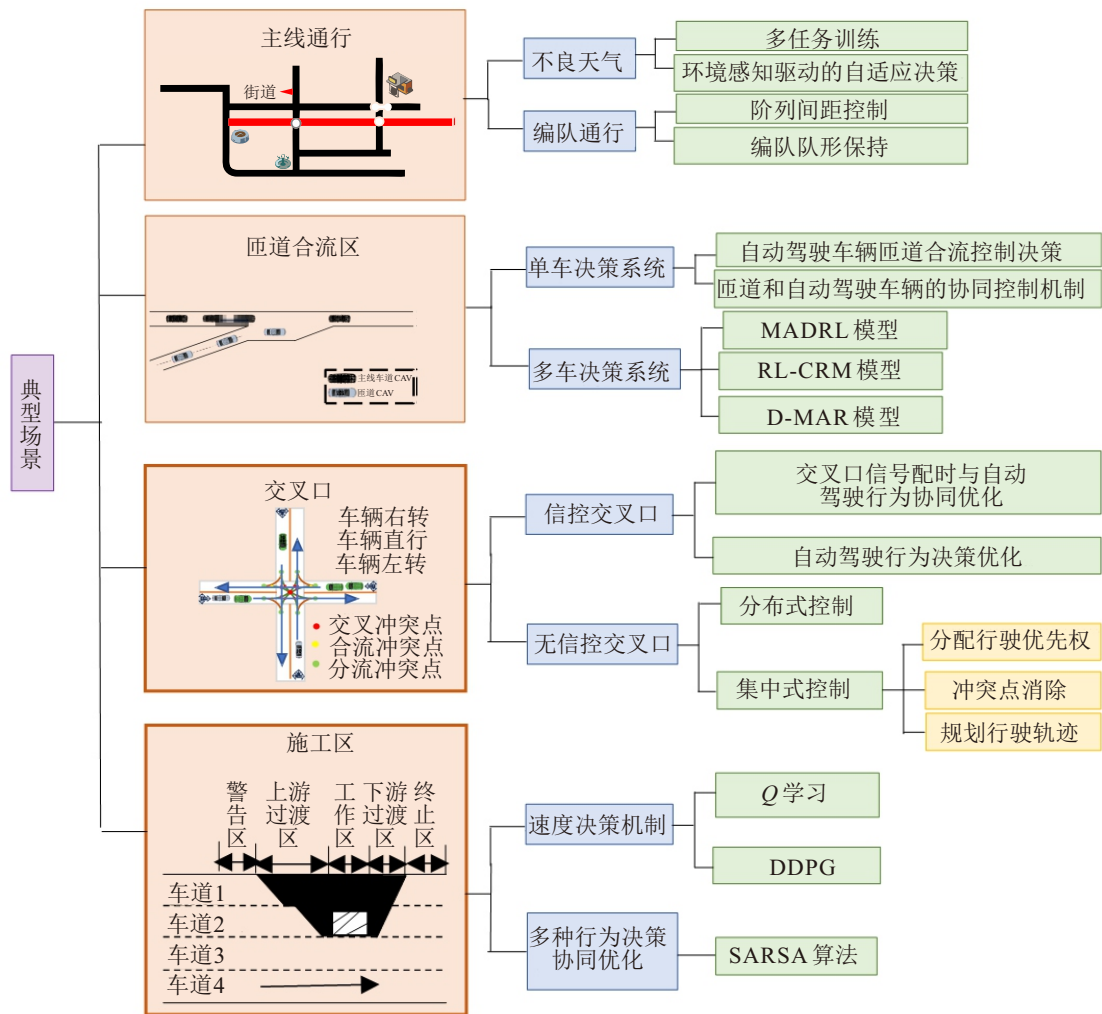 典型场景
主线通行
街道
不良天气
多任务训练
环境感知驱动的自适应决策
编队通行
阶列间距控制
编队队形保持
匝道合流区
主线车道CAV
匝道CAV
单车决策系统
自动驾驶车辆匝道合流控制决策
匝道和自动驾驶车辆的协同控制机制
多车决策系统
MADRL 模型
RL-CRM 模型
D-MAR 模型
交叉口
车辆右转
车辆直行
车辆左转
交叉冲突点
合流冲突点
分流冲突点
信控交叉口
交叉口信号配时与自动
驾驶行为协同优化
自动驾驶行为决策优化
无信控交叉口
分布式控制
集中式控制
分配行驶优先权
冲突点消除
规划行驶轨迹
施工区
警告区
上游过渡区
工作区
下游过渡区
终止区
车道1
车道2
车道3
车道4
速度决策机制
Q 学习
DDPG
多种行为决策
协同优化
SARSA 算法